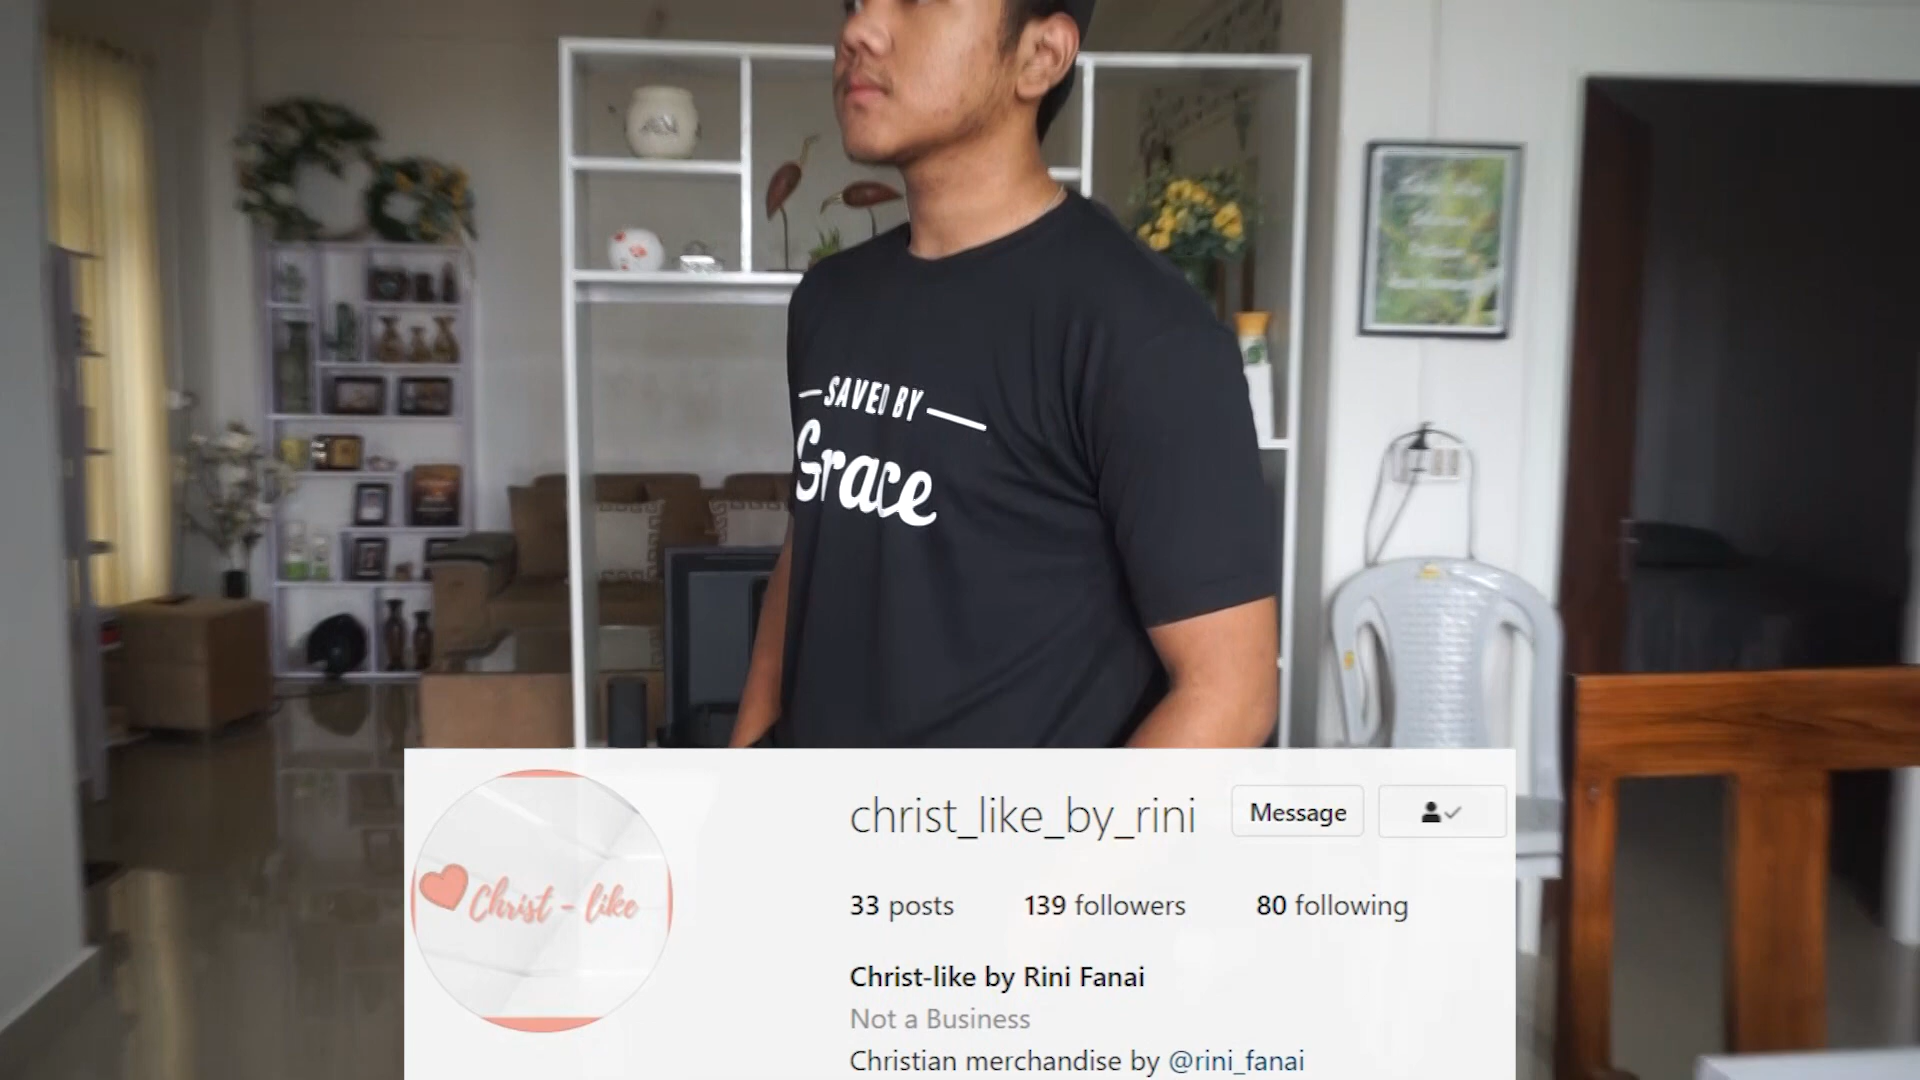 SAVED BY
Grace
Christ - like
christ_like_by_rini
Message
33 posts 139 followers 80 following
Christ-like by Rini Fanai
Not a Business
Christian merchandise by @rini_fanai